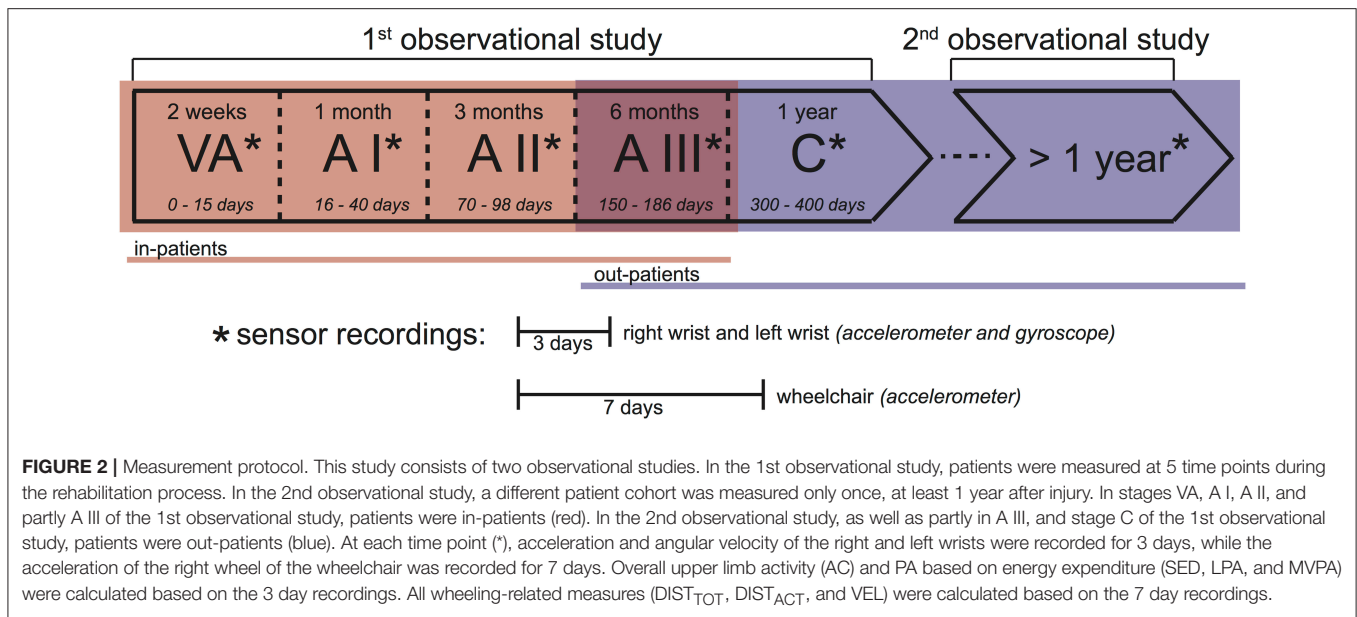 1st observational study
2nd observational study
2 weeks
VA*
0 - 15 days
1 month
A I*
16 - 40 days
3 months
A II*
70 - 98 days
6 months
A III*
150 - 186 days
1 year
C*
300 - 400 days
> 1 year*
in-patients
out-patients
* sensor recordings:
3 days
right wrist and left wrist (accelerometer and gyroscope)
7 days
wheelchair (accelerometer)
FIGURE 2 | Measurement protocol. This study consists of two observational studies. In the 1st observational study, patients were measured at 5 time points during
the rehabilitation process. In the 2nd observational study, a different patient cohort was measured only once, at least 1 year after injury. In stages VA, A I, A II, and
partly A III of the 1st observational study, patients were in-patients (red). In the 2nd observational study, as well as partly in A III, and stage C of the 1st observational
study, patients were out-patients (blue). At each time point (*), acceleration and angular velocity of the right and left wrists were recorded for 3 days, while the
acceleration of the right wheel of the wheelchair was recorded for 7 days. Overall upper limb activity (AC) and PA based on energy expenditure (SED, LPA, and MVPA)
were calculated based on the 3 day recordings. All wheeling-related measures (DISTTOT, DISTACT, and VEL) were calculated based on the 7 day recordings.